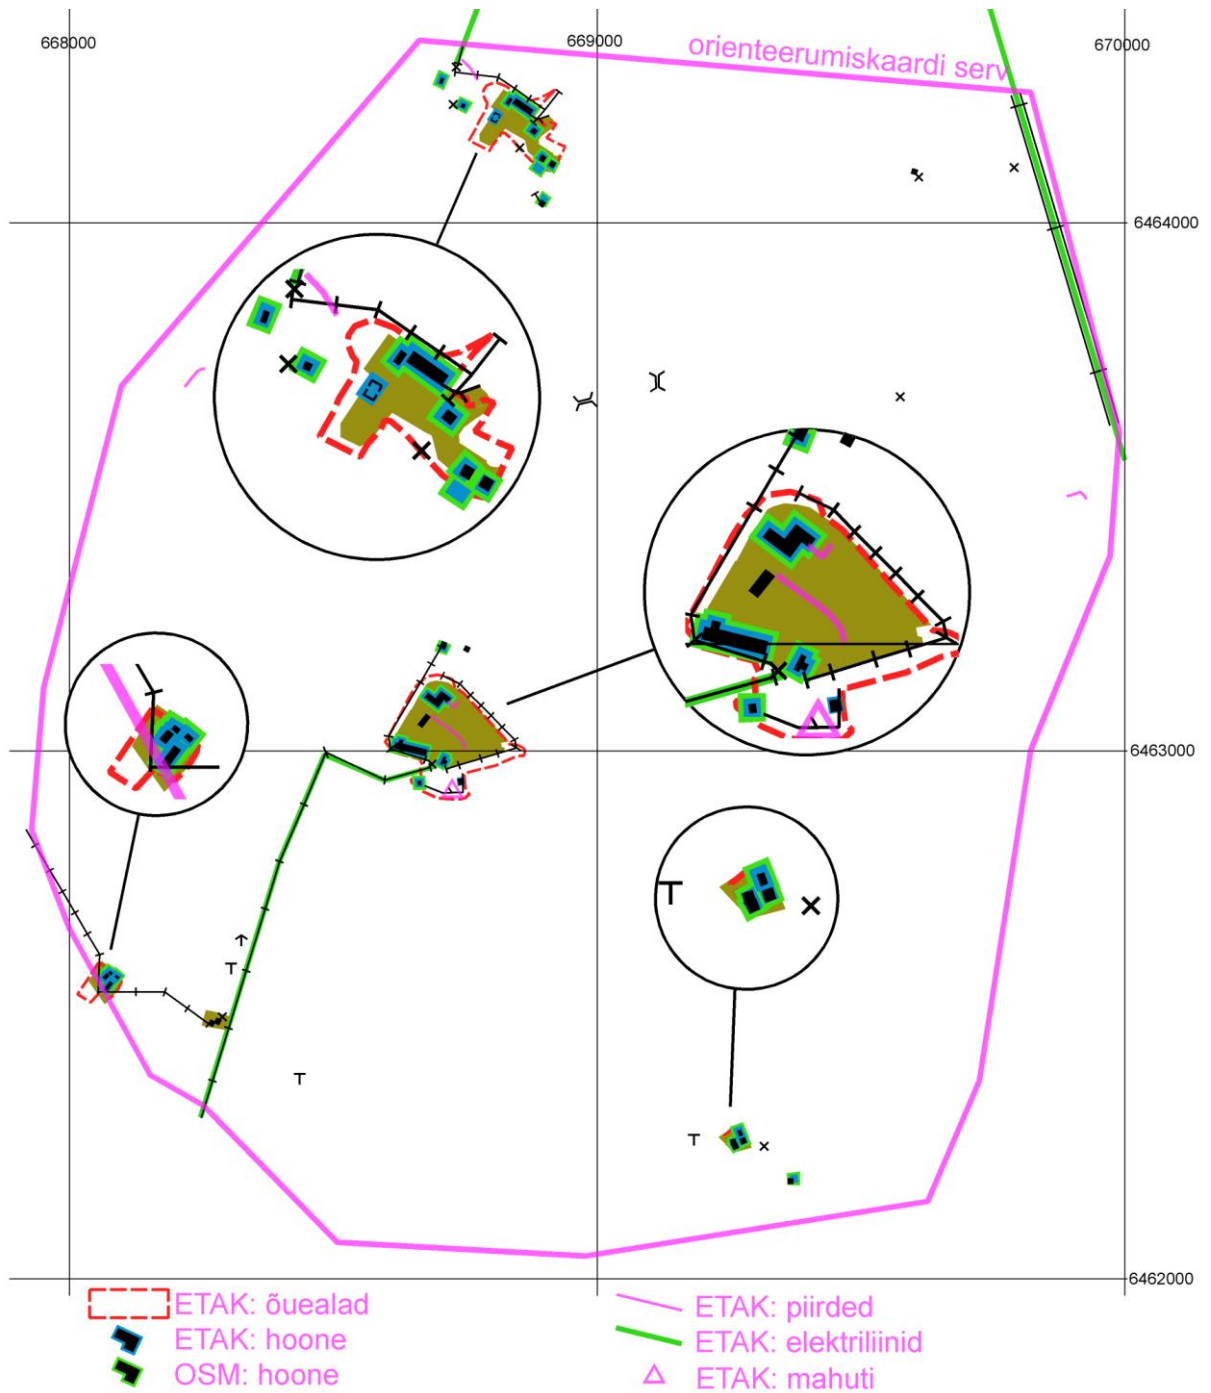 668000
669000
670000
orienteerumiskaardi serv
6464000
6463000
6462000
ETAK: õuealad
ETAK: hoone
OSM: hoone
ETAK: piirded
ETAK: elektriliinid
ETAK: mahuti